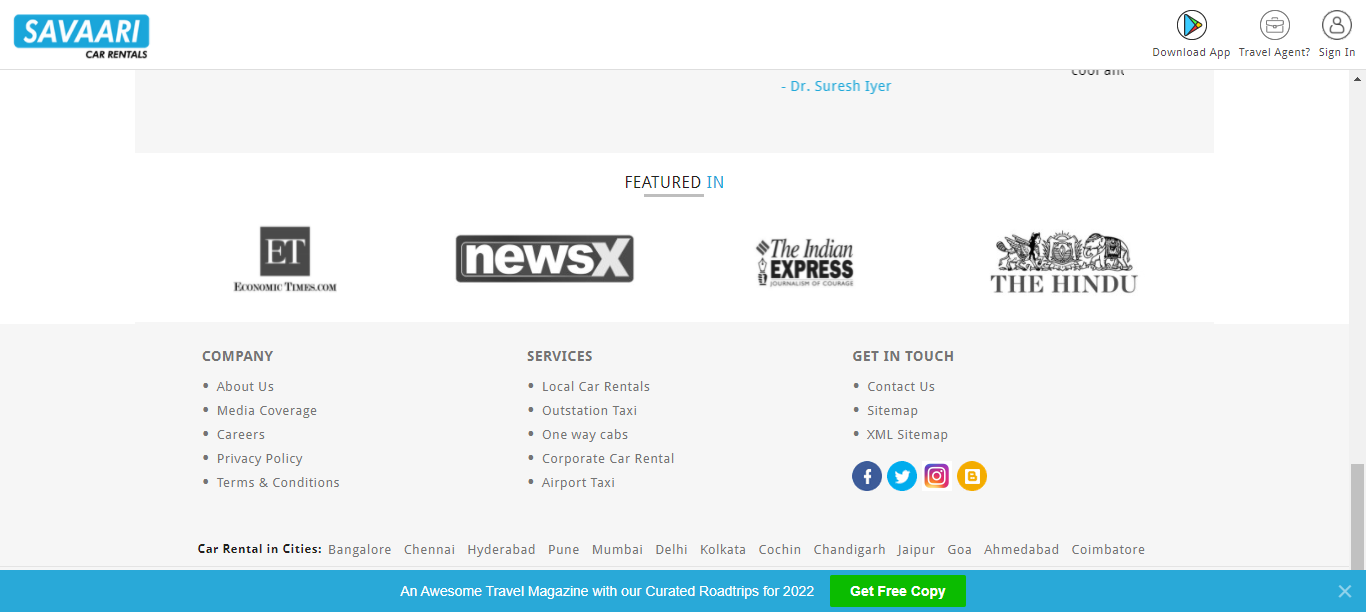 SAVAARI
CAR RENTALS
Download App
Travel Agent?
Sign In
cool ant
- Dr. Suresh Iyer
FEATURED IN
ET
ECONOMIC TIMES.COM
newsX
The Indian
EXPRESS
JOURNALISM OF COURAGE
THE HINDU
COMPANY
• About Us
• Media Coverage
• Careers
• Privacy Policy
• Terms & Conditions
SERVICES
• Local Car Rentals
• Outstation Taxi
• One way cabs
• Corporate Car Rental
• Airport Taxi
GET IN TOUCH
• Contact Us
• Sitemap
• XML Sitemap
Car Rental in Cities: Bangalore Chennai Hyderabad Pune Mumbai Delhi Kolkata Cochin Chandigarh Jaipur Goa Ahmedabad Coimbatore
An Awesome Travel Magazine with our Curated Roadtrips for 2022
Get Free Copy